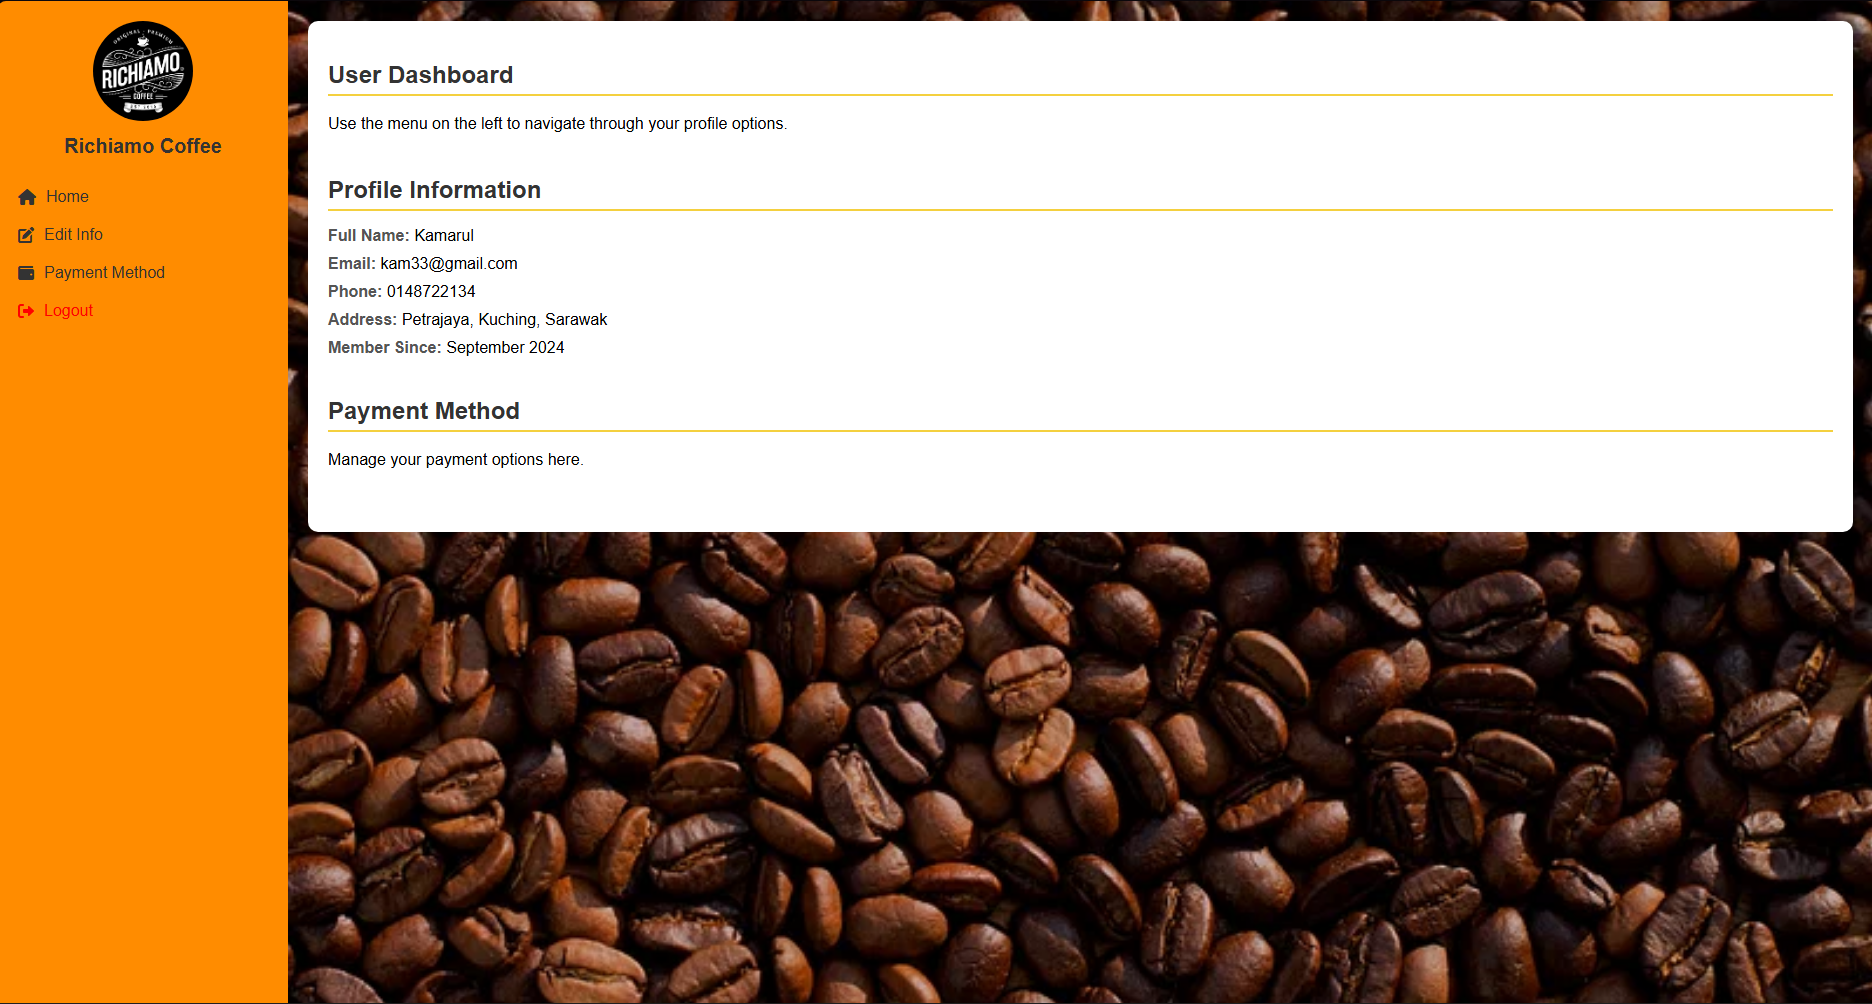 ORIGINAL - PREMIUM
RICHIAMO
COFFEE
Richiamo Coffee
Home
Edit Info
Payment Method
Logout
User Dashboard
Use the menu on the left to navigate through your profile options.
Profile Information
Full Name: Kamarul
Email: kam33@gmail.com
Phone: 0148722134
Address: Petrajaya, Kuching, Sarawak
Member Since: September 2024
Payment Method
Manage your payment options here.